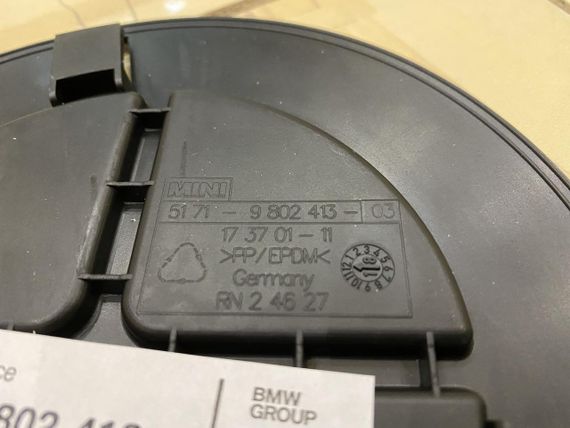 MINI
51 71 - 9 802 413 - 03
17 37 01 - 11
>PP/EPDM<
Germany
RN 2 46 27
BMW
GROUP